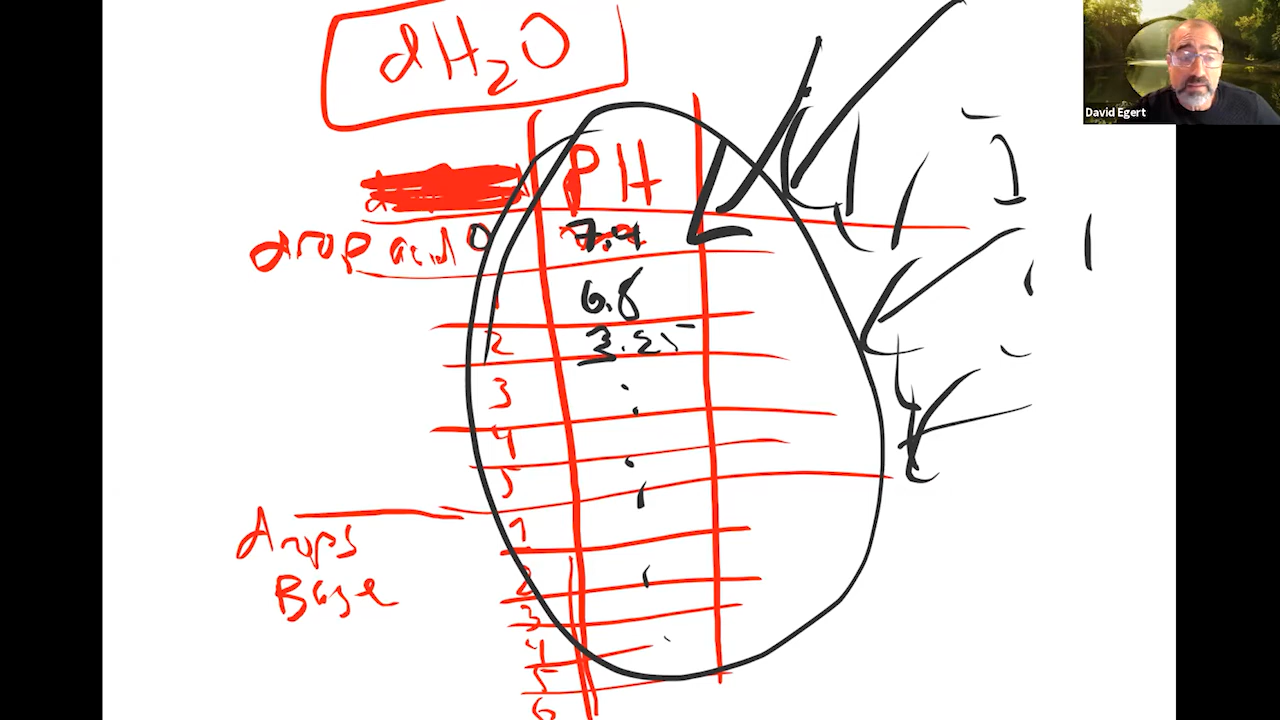 dH2O
David Egert
PH
drop acid 0 7.4
1 6.8
2 3.25
3
4
5
drops 1
Base 2
3
4
5
6